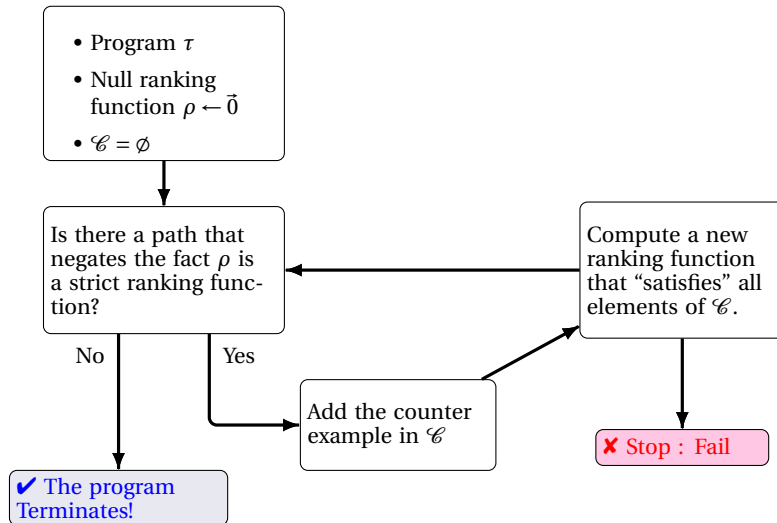 • Program τ
• Null ranking
function ρ ← 0⃗
• 𝒞 = ∅
Is there a path that
negates the fact ρ is
a strict ranking func-
tion?
Compute a new
ranking function
that “satisfies” all
elements of 𝒞.
No
Yes
Add the counter
example in 𝒞
✘ Stop : Fail
✔ The program
Terminates!